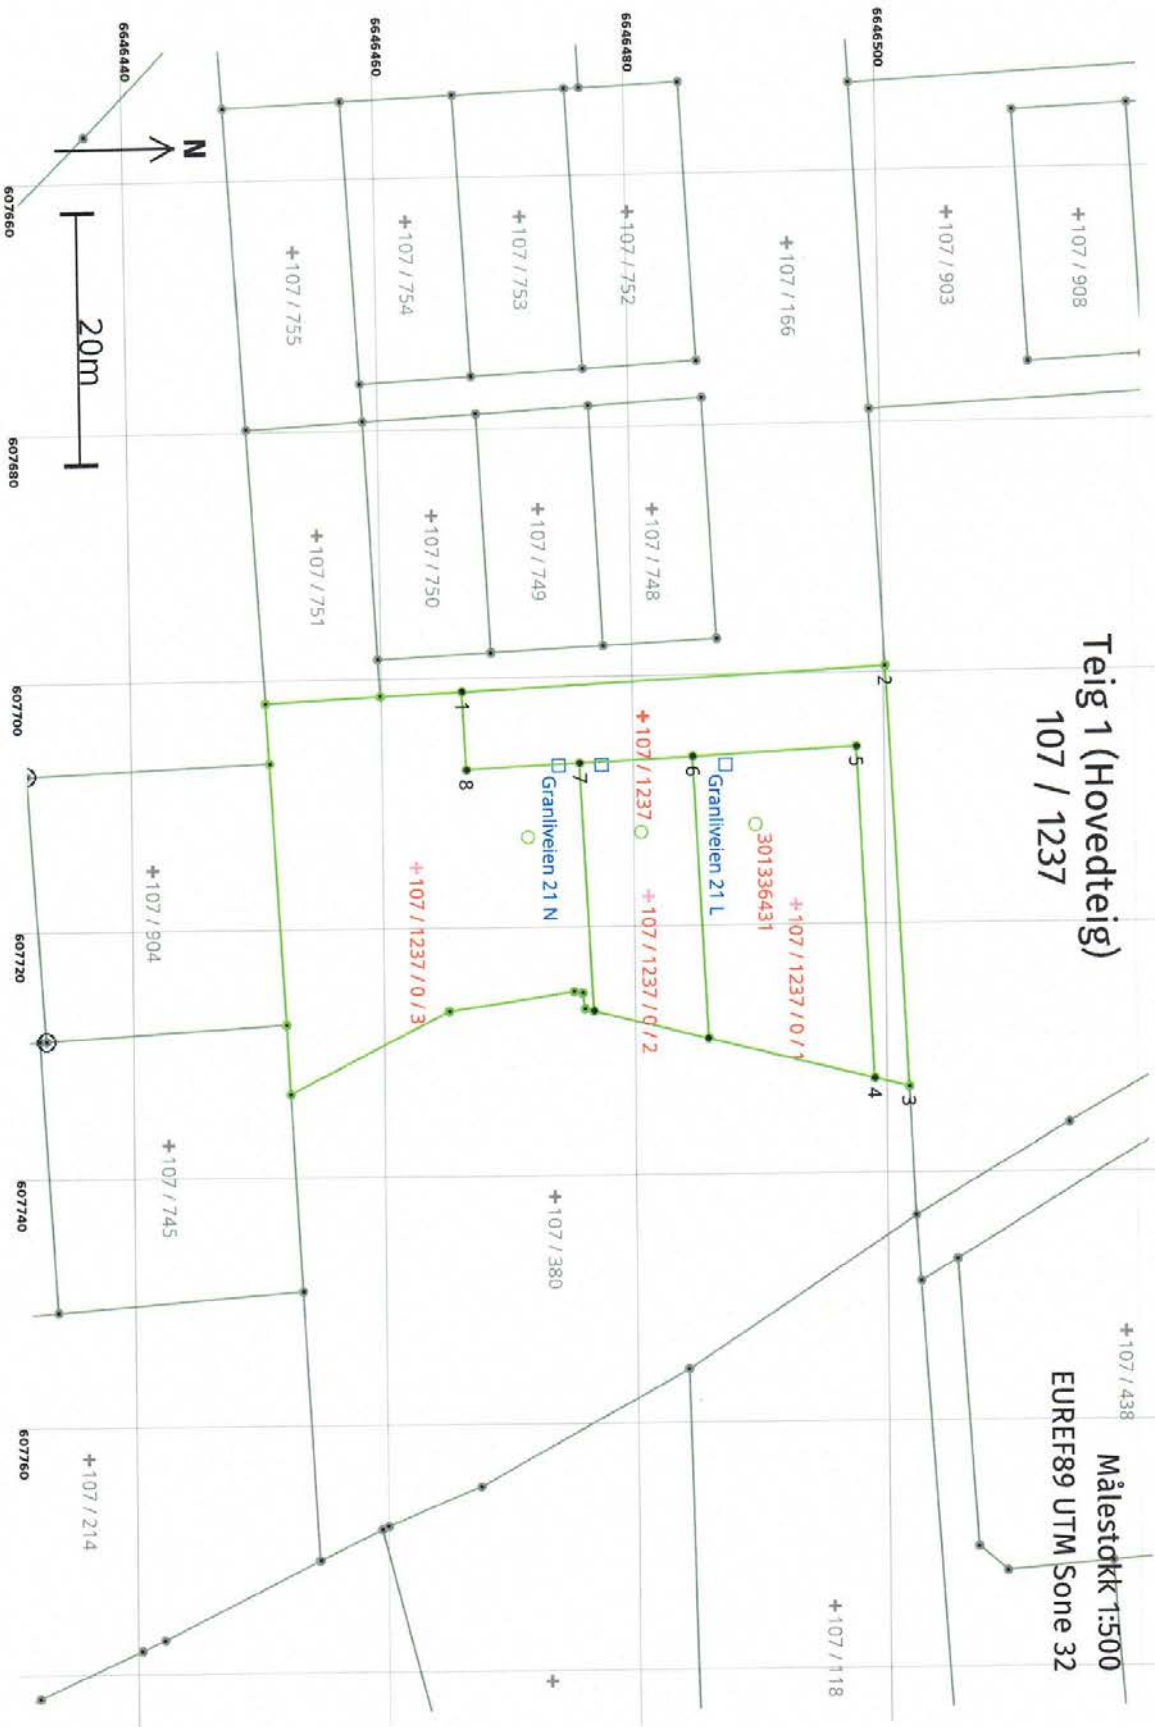 Teig 1 (Hovedteig)
107 / 1237
Målestokk 1:500
EUREF89 UTM Sone 32
6646500
6646480
6646460
6646440
607660
607680
607700
607720
607740
607760
N
20m
+107 / 908
+107 / 903
+107 / 166
+107 / 752
+107 / 753
+107 / 754
+107 / 755
+107 / 748
+107 / 749
+107 / 750
+107 / 751
2
3
4
5
6
7
8
1
301336431
+107 / 1237 / 0 / 1
Granliveien 21 L
+107 / 1237
+107 / 1237 / 0 / 2
Granliveien 21 N
+107 / 1237 / 0 / 3
+107 / 904
+107 / 745
+107 / 380
+107 / 438
+107 / 118
+107 / 214
+